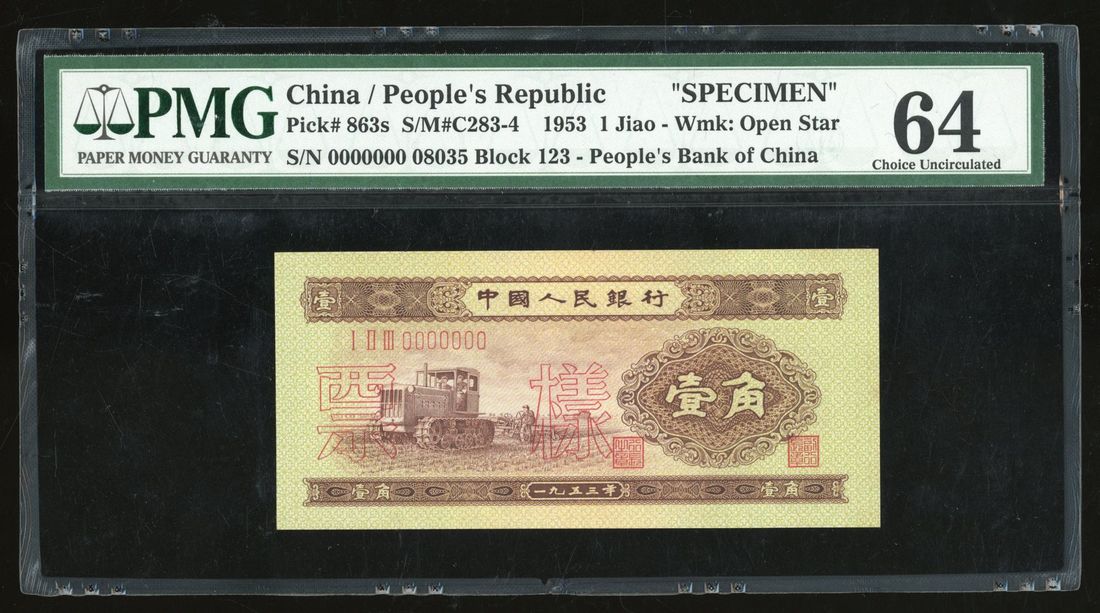 PMG
PAPER MONEY GUARANTY
China / People's Republic "SPECIMEN"
Pick# 863s S/M#C283-4 1953 1 Jiao - Wmk: Open Star
S/N 0000000 08035 Block 123 - People's Bank of China
64
Choice Uncirculated
壹 中國人民銀行 壹
I II III 0000000
票 樣
壹角
壹角 一九五三年 壹角